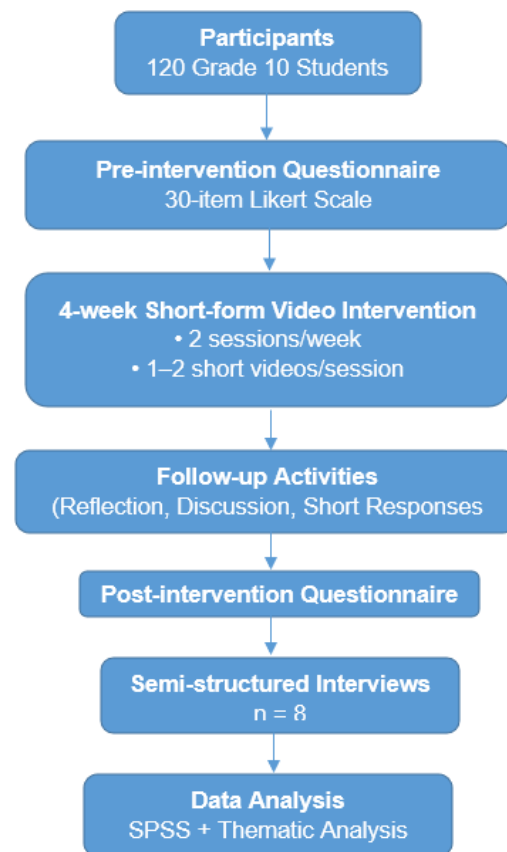 Participants
120 Grade 10 Students
Pre-intervention Questionnaire
30-item Likert Scale
4-week Short-form Video Intervention
• 2 sessions/week
• 1–2 short videos/session
Follow-up Activities
(Reflection, Discussion, Short Responses
Post-intervention Questionnaire
Semi-structured Interviews
n = 8
Data Analysis
SPSS + Thematic Analysis